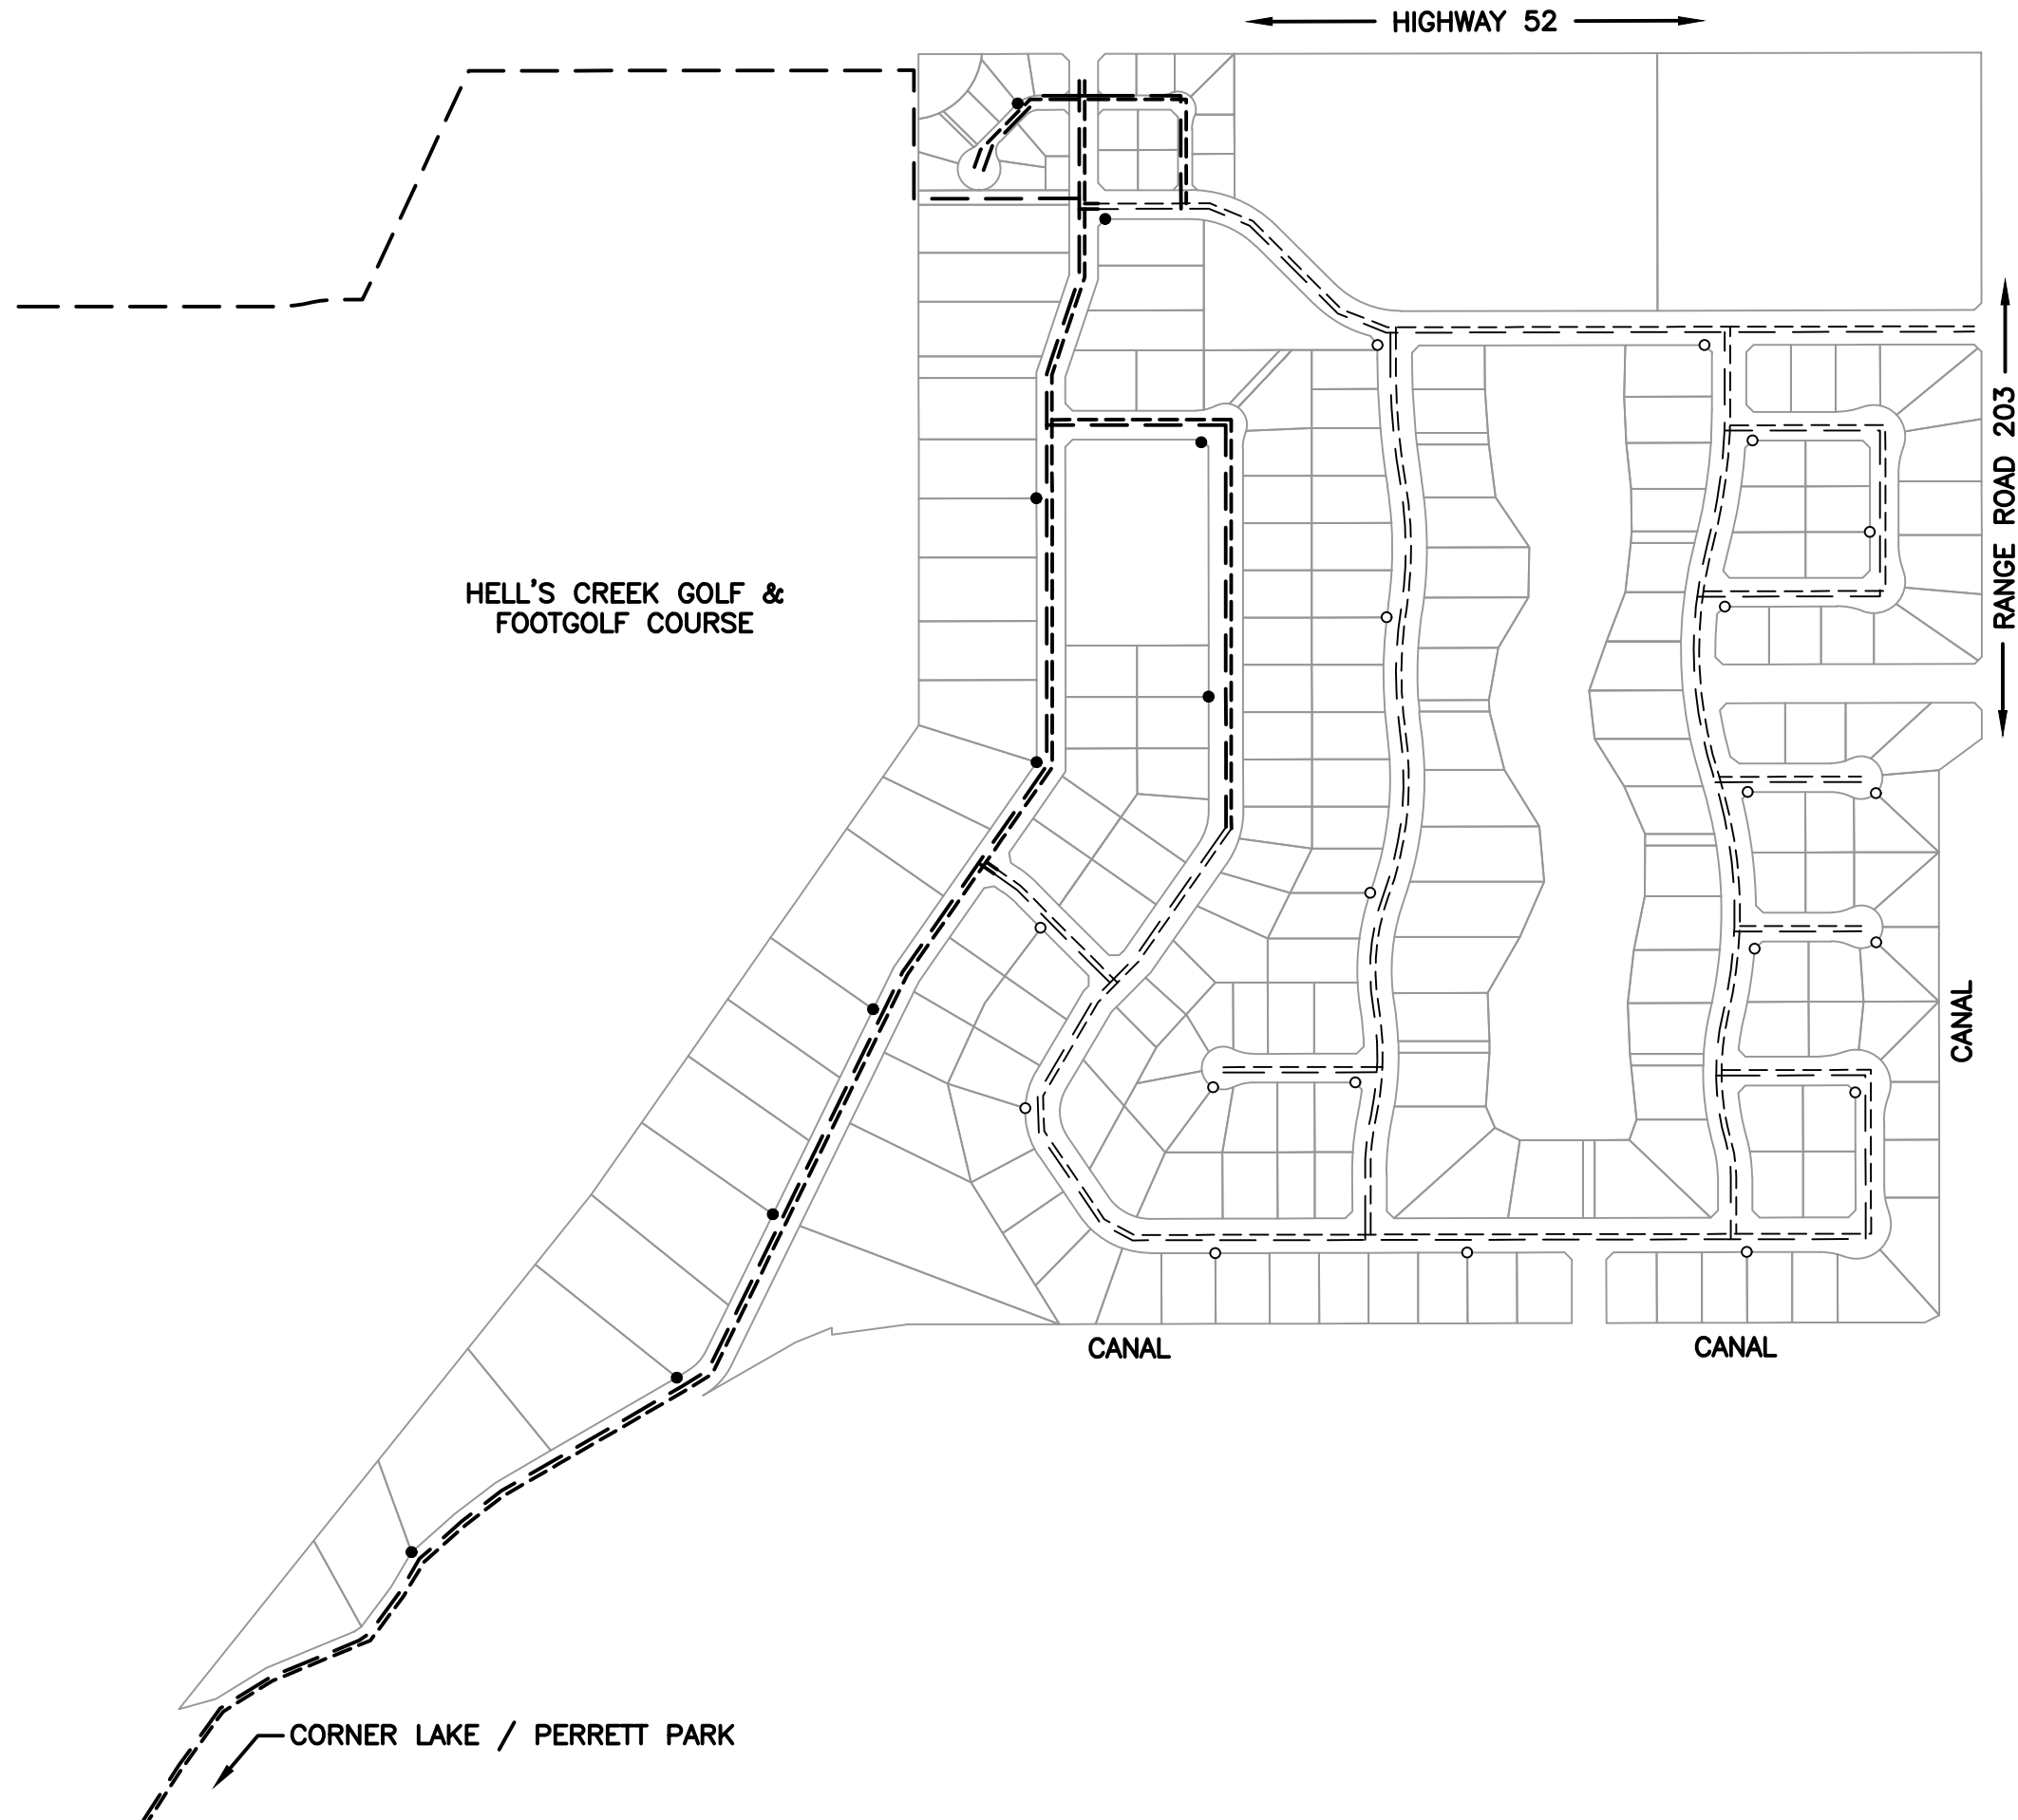 HIGHWAY 52
RANGE ROAD 203
HELL'S CREEK GOLF &
FOOTGOLF COURSE
CANAL
CANAL
CANAL
CORNER LAKE / PERRETT PARK